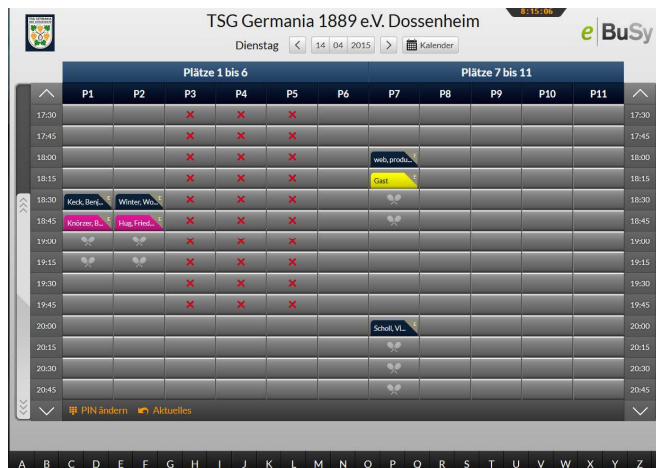 8:15:06
TSG Germania 1889 e.V. Dossenheim
e BuSy
Dienstag 14 04 2015 Kalender
Plätze 1 bis 6 Plätze 7 bis 11
P1 P2 P3 P4 P5 P6 P7 P8 P9 P10 P11
17:30 17:30
17:45 17:45
18:00 web, produ... 18:00
18:15 Gast 18:15
18:30 Keck, Benj... Winter, Wo... 18:30
18:45 Knörzer, B... Hug, Fried... 18:45
19:00 19:00
19:15 19:15
19:30 19:30
19:45 19:45
20:00 Scholl, Vi... 20:00
20:15 20:15
20:30 20:30
20:45 20:45
PIN ändern Aktuelles
A B C D E F G H I J K L M N O P Q R S T U V W X Y Z